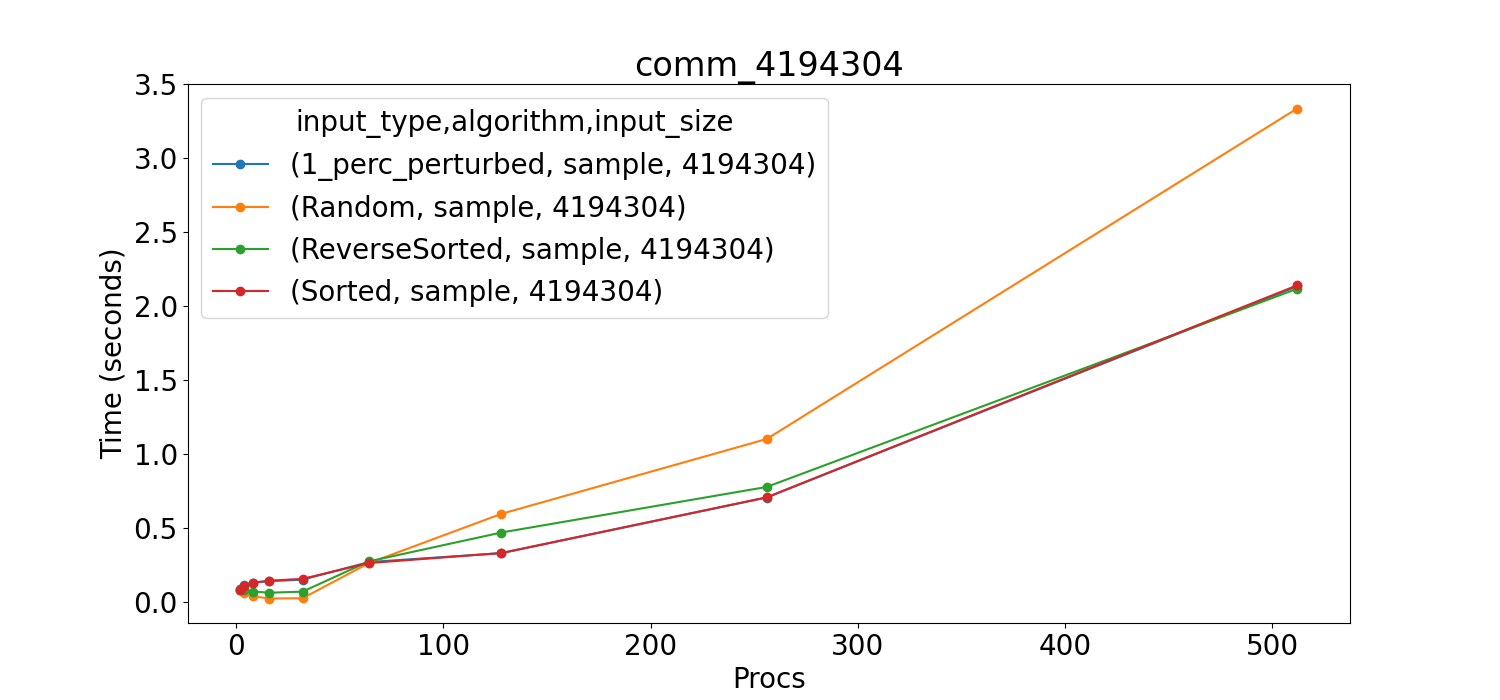 comm_4194304
3.5
3.0
2.5
2.0
1.5
1.0
0.5
0.0
Time (seconds)
input_type,algorithm,input_size
(1_perc_perturbed, sample, 4194304)
(Random, sample, 4194304)
(ReverseSorted, sample, 4194304)
(Sorted, sample, 4194304)
0 100 200 300 400 500
Procs